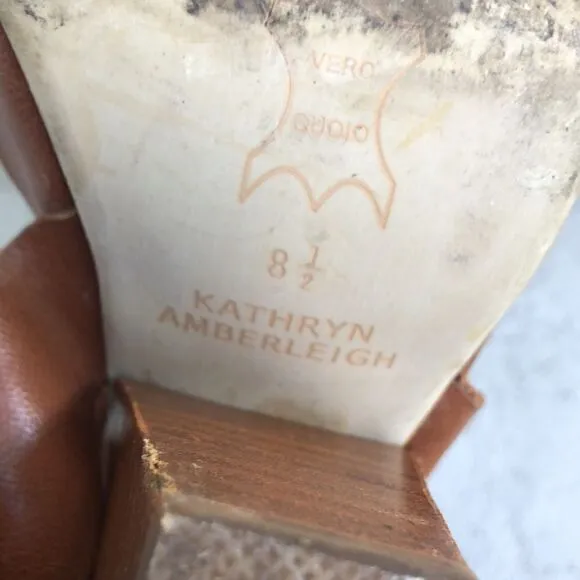 VERO
CUOIO
8 1/2
KATHRYN
AMBERLEIGH